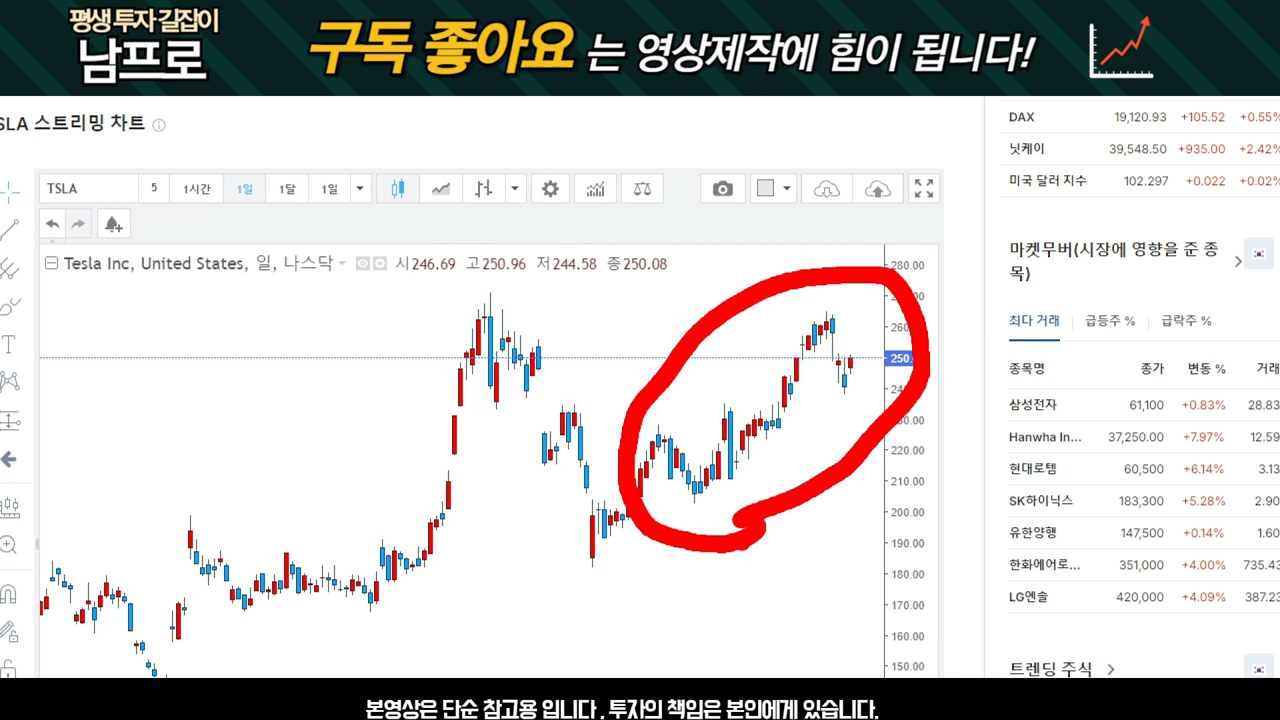 평생 투자 길잡이
남프로
구독 좋아요 는 영상제작에 힘이 됩니다!
SLA 스트리밍 차트
TSLA 5 1시간 1일 1달 1일
Tesla Inc, United States, 일, 나스닥 시246.69 고250.96 저244.58 종250.08
280.00
260
250
230.00
220.00
210.00
200.00
190.00
180.00
170.00
160.00
150.00
DAX 19,120.93 +105.52 +0.55%
닛케이 39,548.50 +935.00 +2.42%
미국 달러 지수 102.297 +0.022 +0.02%
마켓무버(시장에 영향을 준 종
목)
최다 거래 급등주 % 급락주 %
종목명 종가 변동 % 거래
삼성전자 61,100 +0.83% 28.83
Hanwha In... 37,250.00 +7.97% 12.59
현대로템 60,500 +6.14% 3.13
SK하이닉스 183,300 +5.28% 2.90
유한양행 147,500 +0.14% 1.60
한화에어로... 351,000 +4.00% 735.43
LG엔솔 420,000 +4.09% 387.23
트렌딩 주식
본영상은 단순 참고용 입니다 , 투자의 책임은 본인에게 있습니다.